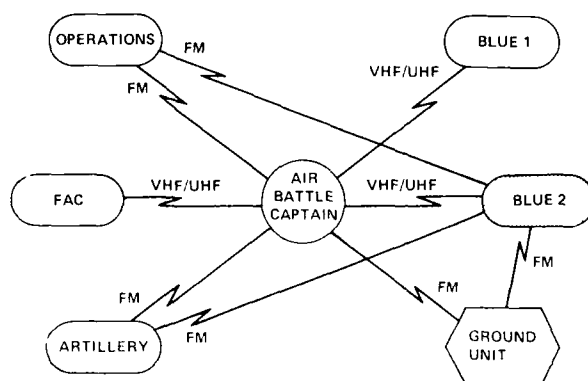 OPERATIONS
FM
BLUE 1
FM
VHF/UHF
FAC
VHF/UHF
AIR
BATTLE
CAPTAIN
VHF/UHF
BLUE 2
FM
FM
FM
FM
ARTILLERY
GROUND
UNIT